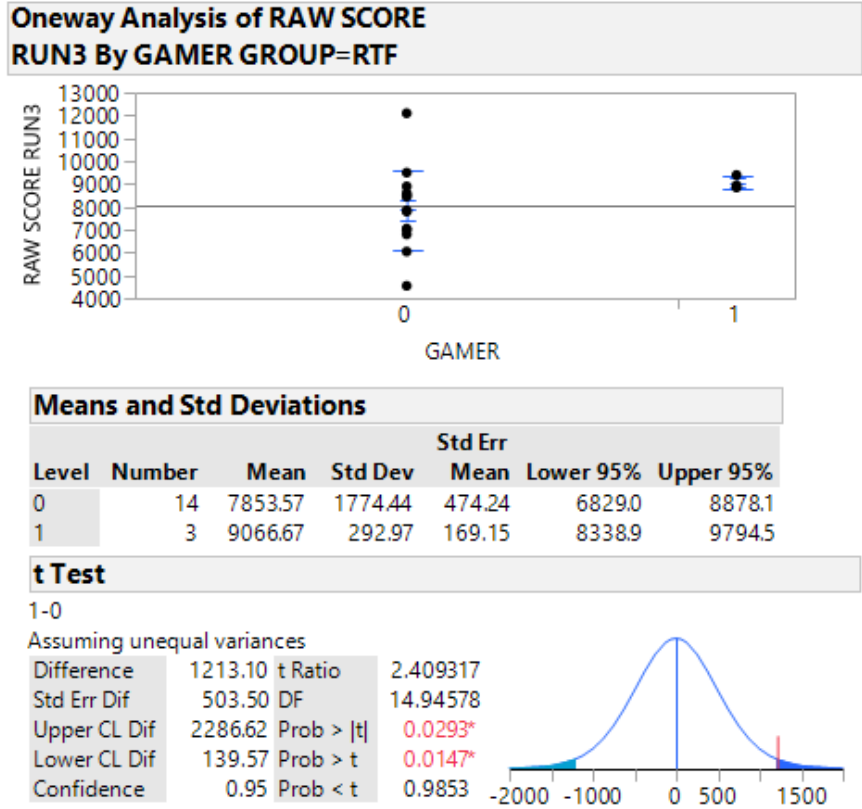 Oneway Analysis of RAW SCORE
RUN3 By GAMER GROUP=RTF
RAW SCORE RUN3
13000
12000
11000
10000
9000
8000
7000
6000
5000
4000
0 1
GAMER
Means and Std Deviations
Std Err
Level Number Mean Std Dev Mean Lower 95% Upper 95%
0 14 7853.57 1774.44 474.24 6829.0 8878.1
1 3 9066.67 292.97 169.15 8338.9 9794.5
t Test
1-0
Assuming unequal variances
Difference 1213.10 t Ratio 2.409317
Std Err Dif 503.50 DF 14.94578
Upper CL Dif 2286.62 Prob > |t| 0.0293*
Lower CL Dif 139.57 Prob > t 0.0147*
Confidence 0.95 Prob < t 0.9853
-2000 -1000 0 500 1500